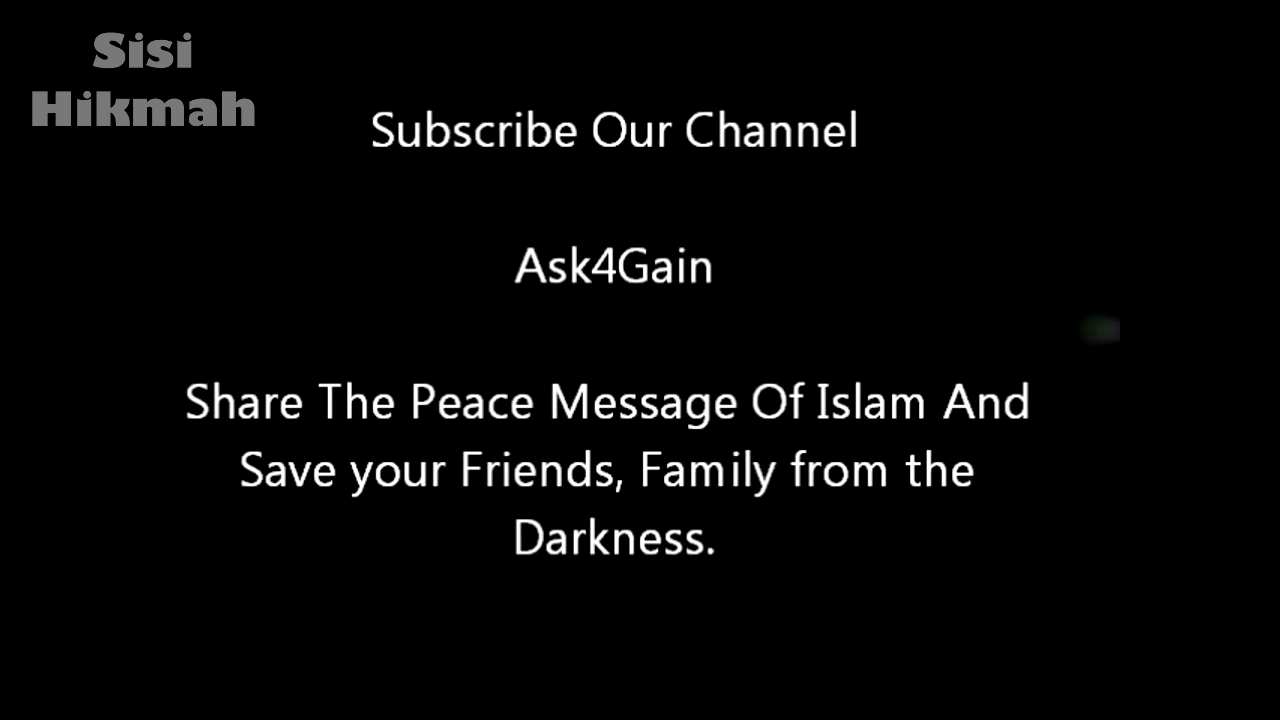 Sisi
Hikmah
Subscribe Our Channel
Ask4Gain
Share The Peace Message Of Islam And
Save your Friends, Family from the
Darkness.